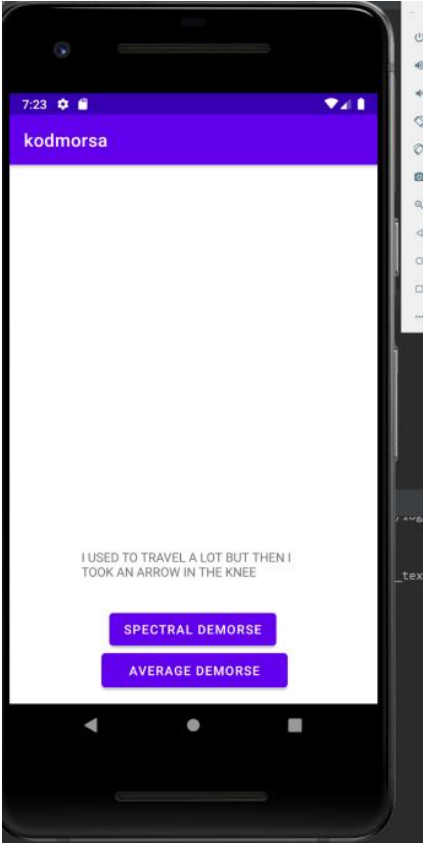 7:23
kodmorsa
I USED TO TRAVEL A LOT BUT THEN I
TOOK AN ARROW IN THE KNEE
SPECTRAL DEMORSE
AVERAGE DEMORSE
_tex